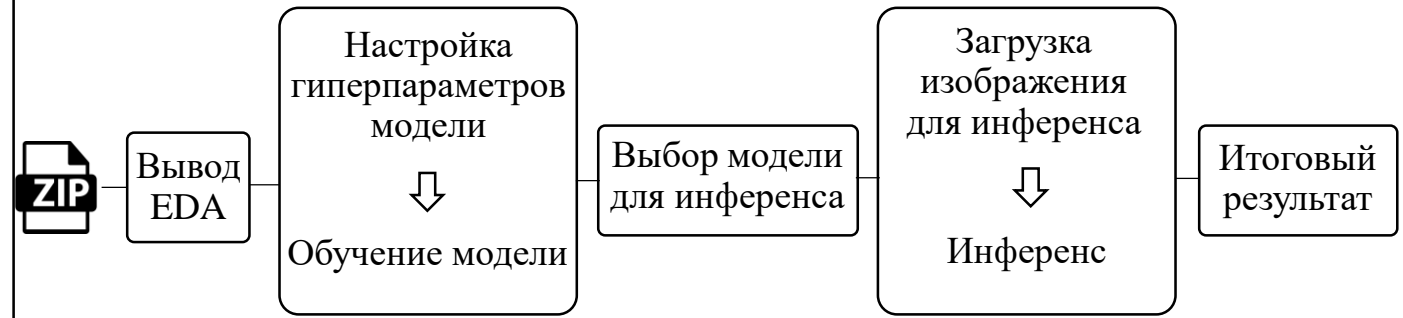 ZIP
Вывод
EDA
Настройка
гиперпараметров
модели
Обучение модели
Выбор модели
для инференса
Загрузка
изображения
для инференса
Инференс
Итоговый
результат